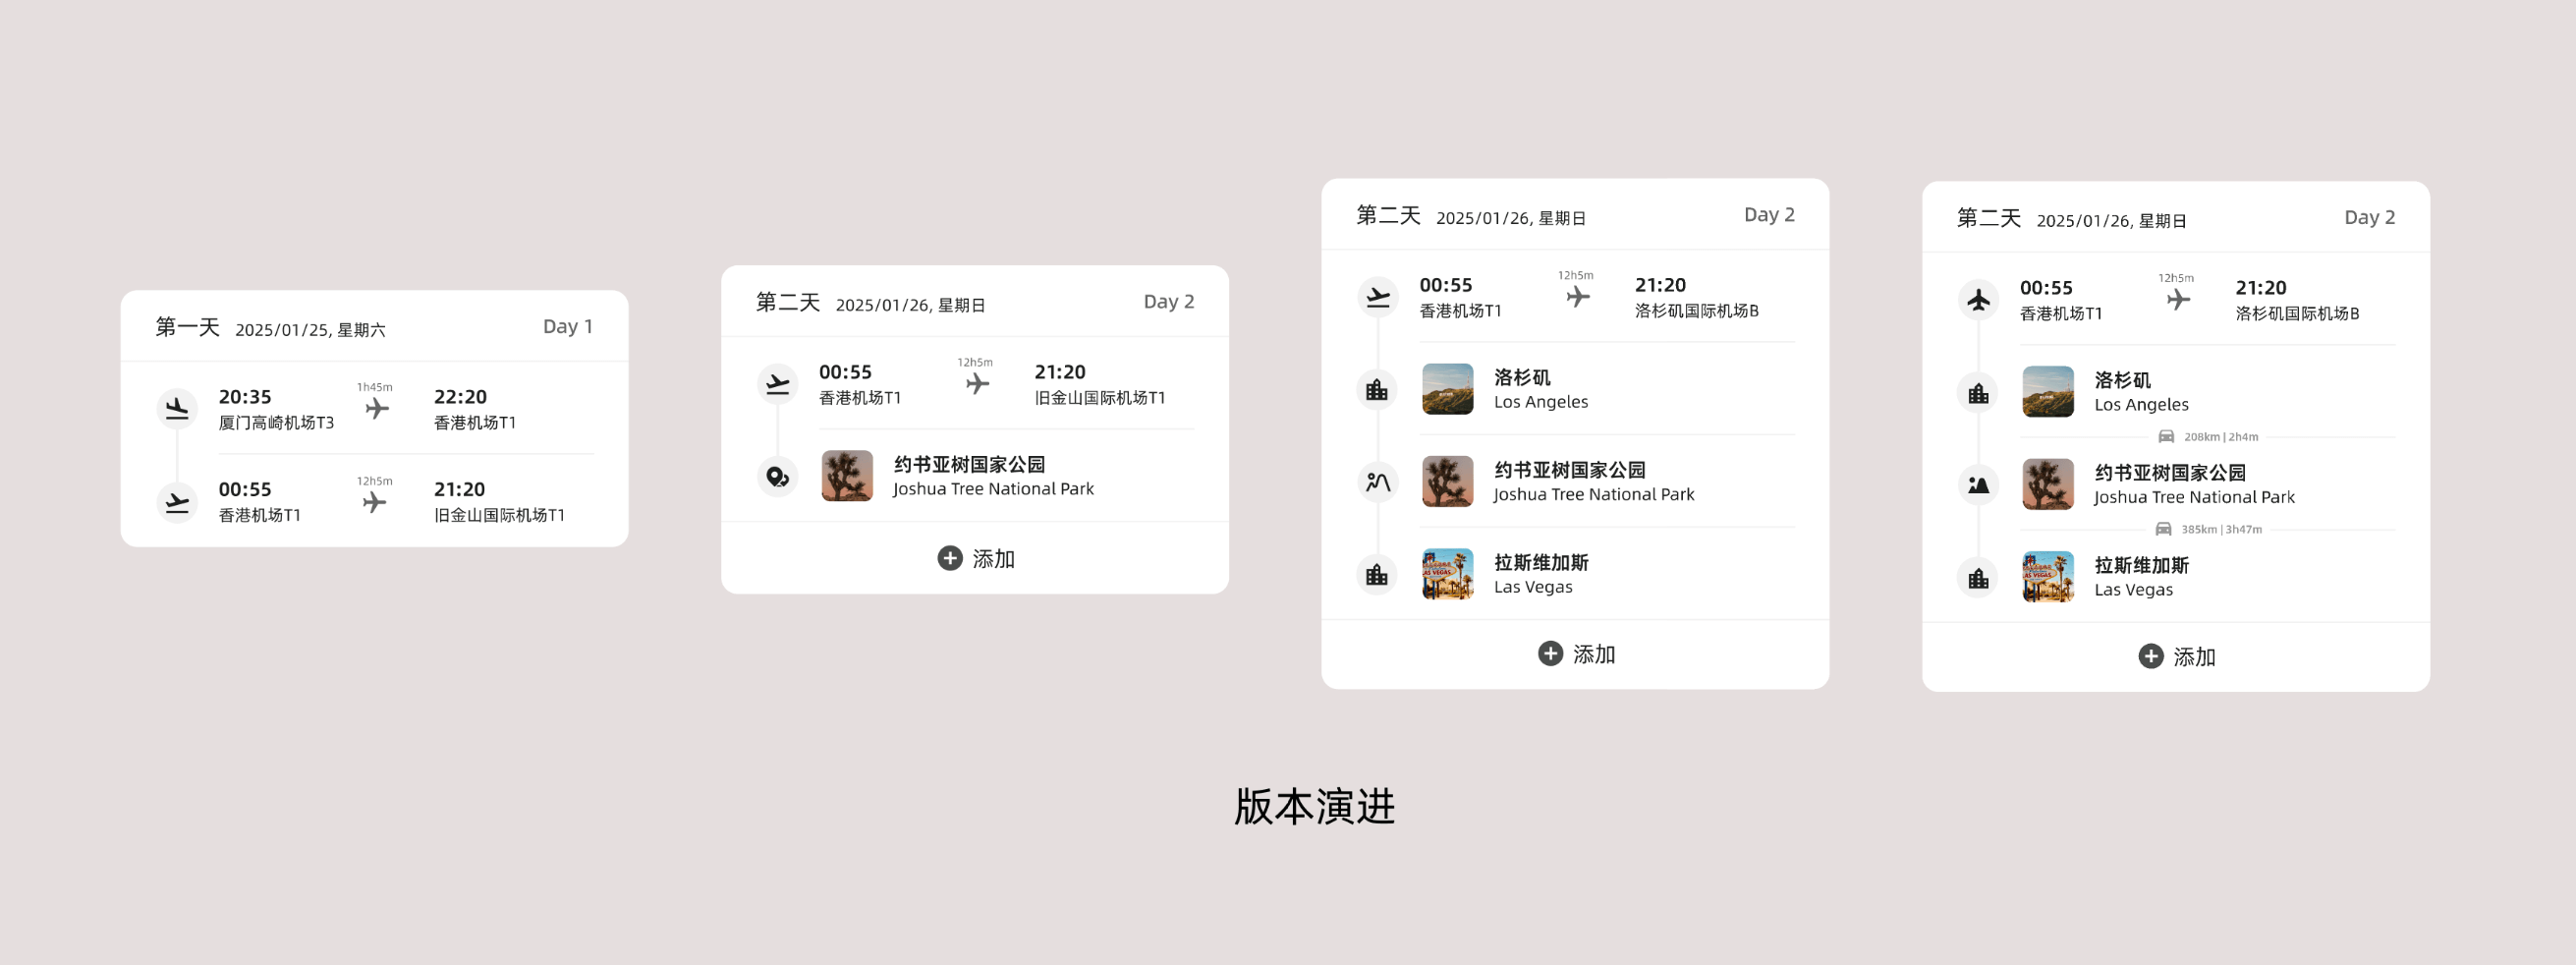 第一天 2025/01/25, 星期六 Day 1
20:35 1h45m 22:20
厦门高崎机场T3 香港机场T1
00:55 12h5m 21:20
香港机场T1 旧金山国际机场T1
第二天 2025/01/26, 星期日 Day 2
00:55 12h5m 21:20
香港机场T1 旧金山国际机场T1
约书亚树国家公园
Joshua Tree National Park
添加
第二天 2025/01/26, 星期日 Day 2
00:55 12h5m 21:20
香港机场T1 洛杉矶国际机场B
洛杉矶
Los Angeles
约书亚树国家公园
Joshua Tree National Park
拉斯维加斯
Las Vegas
添加
第二天 2025/01/26, 星期日 Day 2
00:55 12h5m 21:20
香港机场T1 洛杉矶国际机场B
洛杉矶
Los Angeles
208km | 2h4m
约书亚树国家公园
Joshua Tree National Park
385km | 3h47m
拉斯维加斯
Las Vegas
添加
版本演进